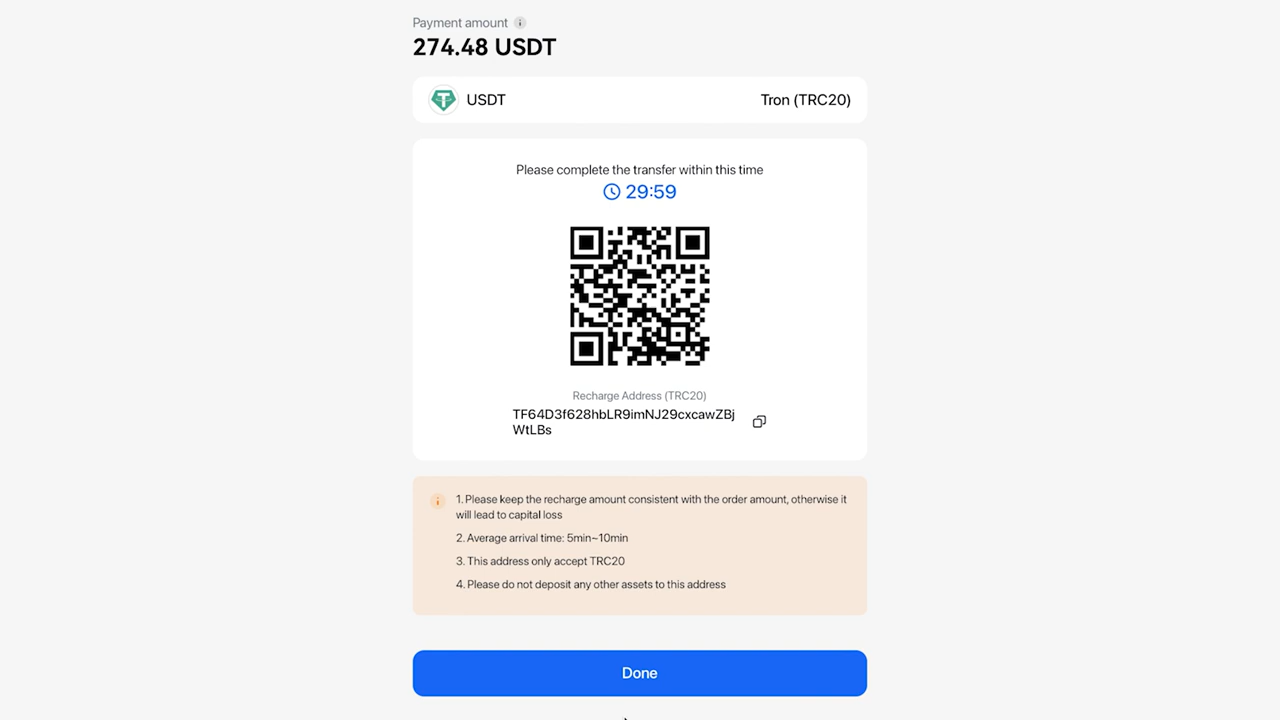 Payment amount
274.48 USDT
USDT
Tron (TRC20)
Please complete the transfer within this time
29:59
Recharge Address (TRC20)
TF64D3f628hbLR9imNJ29cxcawZBj
WtLBs
1. Please keep the recharge amount consistent with the order amount, otherwise it
will lead to capital loss
2. Average arrival time: 5min~10min
3. This address only accept TRC20
4. Please do not deposit any other assets to this address
Done